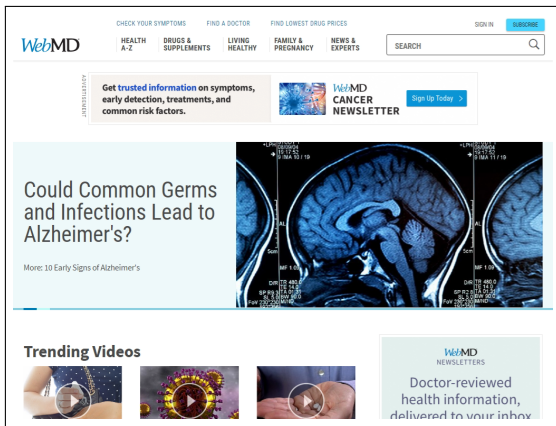 CHECK YOUR SYMPTOMS FIND A DOCTOR FIND LOWEST DRUG PRICES
SIGN IN SUBSCRIBE
WebMD
HEALTH A-Z
DRUGS & SUPPLEMENTS
LIVING HEALTHY
FAMILY & PREGNANCY
NEWS & EXPERTS
SEARCH
ADVERTISEMENT
Get trusted information on symptoms,
early detection, treatments, and
common risk factors.
WebMD
CANCER
NEWSLETTER
Sign Up Today >
Could Common Germs
and Infections Lead to
Alzheimer's?
More: 10 Early Signs of Alzheimer's
Trending Videos
WebMD
NEWSLETTERS
Doctor-reviewed
health information,
delivered to your inbox